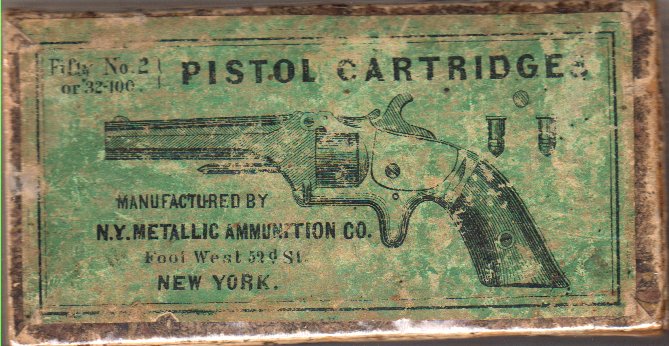 Fifty No. 2
or 32-100.
PISTOL CARTRIDGES
MANUFACTURED BY
N.Y. METALLIC AMMUNITION CO.
Foot West 52d St.
NEW YORK.